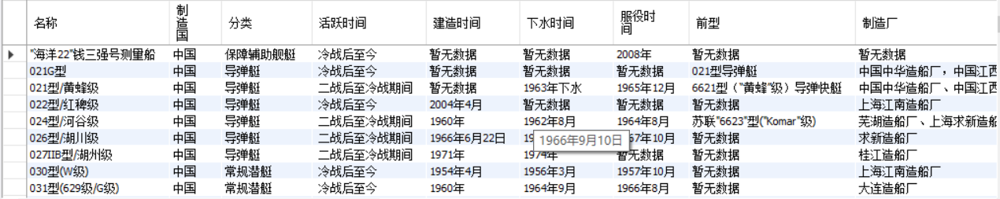 名称 制造国 分类 活跃时间 建造时间 下水时间 服役时间 前型 制造厂
"海洋22"钱三强号测量船 中国 保障辅助舰艇 冷战后至今 暂无数据 暂无数据 2008年 暂无数据 暂无数据
021G型 中国 导弹艇 冷战后至今 暂无数据 暂无数据 暂无数据 021型导弹艇 中国中华造船厂，中国江西
021型/黄蜂级 中国 导弹艇 二战后至冷战期间 暂无数据 1963年下水 1965年12月 6621型（"黄蜂"级）导弹快艇 中国中华造船厂、中国江西
022型/红稗级 中国 导弹艇 冷战后至今 2004年4月 暂无数据 暂无数据 暂无数据 上海江南造船厂
024型/河谷级 中国 导弹艇 二战后至冷战期间 1960年 1962年8月 1964年8月 苏联"6623"型("Komar"级) 芜湖造船厂、上海求新造船
026型/胡川级 中国 导弹艇 二战后至冷战期间 1966年6月22日 1966年9月10日 67年10月 暂无数据 求新造船厂
027IIB型/湖州级 中国 导弹艇 二战后至冷战期间 1971年 1974年 暂无数据 暂无数据 桂江造船厂
030型(W级) 中国 常规潜艇 冷战后至今 1954年4月 1956年3月 1957年10月 暂无数据 上海江南造船厂
031型(629级/G级) 中国 常规潜艇 冷战后至今 1960年 1964年9月 1966年8月 暂无数据 大连造船厂